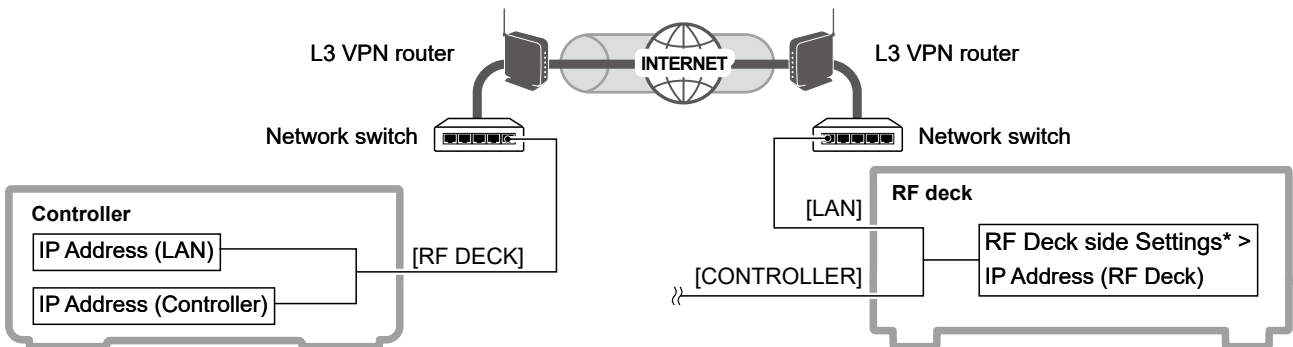 L3 VPN router
INTERNET
L3 VPN router
Network switch
Network switch
Controller
IP Address (LAN)
IP Address (Controller)
[RF DECK]
[LAN]
[CONTROLLER]
RF deck
RF Deck side Settings* >
IP Address (RF Deck)